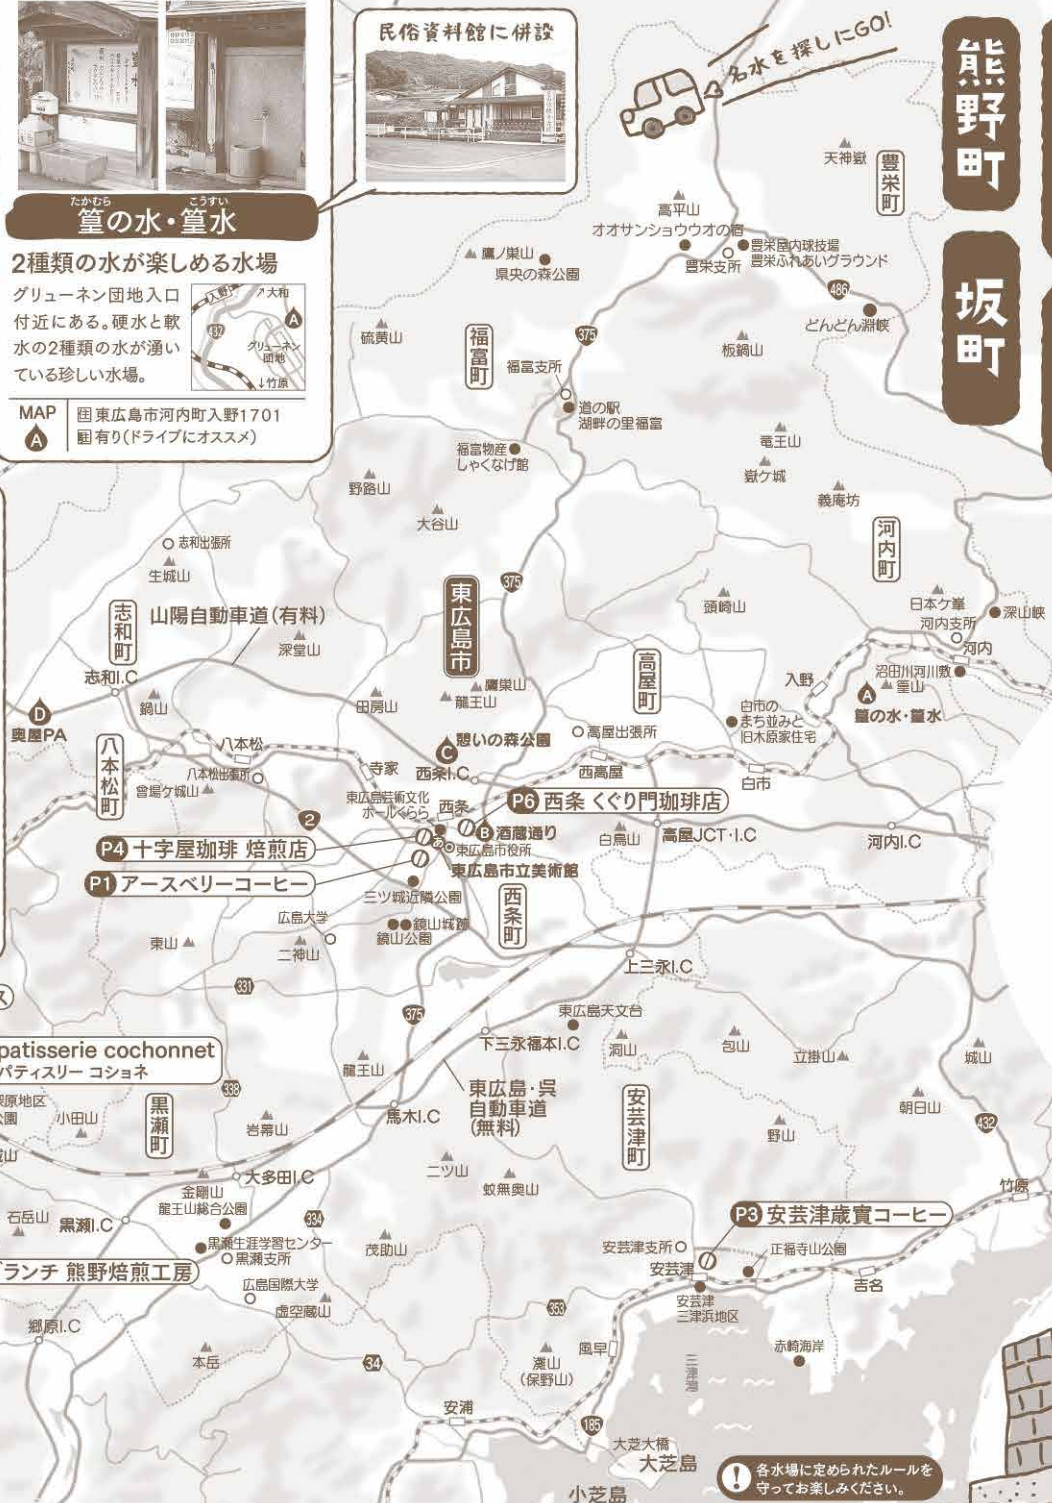 民俗資料館に併設
名水を探しにGO!
熊野町
坂町
たかむら
こうすい
篁の水・篁水
2種類の水が楽しめる水場
グリューネン団地入口
付近にある。硬水と軟
水の2種類の水が湧い
ている珍しい水場。
入野
↗大和
A
432
グリューネン
団地
↓竹原
MAP
A
住東広島市河内町入野1701
駐有り(ドライブにオススメ)
天神嶽
豊栄町
高平山
オオサンショウウオの宿
豊栄屋内球技場
豊栄ふれあいグラウンド
豊栄支所
鷹ノ巣山
県央の森公園
486
どんどん淵峡
硫黄山
福富町
375
板鍋山
福富支所
道の駅
湖畔の里福富
福富物産
しゃくなげ館
竜王山
嶽ケ城
義庵坊
野路山
大谷山
河内町
志和出張所
生城山
375
東広島市
頭崎山
日本ケ峯
河内支所
深山峡
河内
志和町
山陽自動車道(有料)
深堂山
高屋町
志和I.C
鷹巣山
龍王山
入野
沼田川河川敷
篁山
A
篁の水・篁水
D
奥屋PA
鍋山
田房山
白市の
まち並みと
旧木原家住宅
八本松町
八本松
C
憩いの森公園
高屋出張所
八本松出張所
寺家
西条I.C
西高屋
白市
曾場ケ城山
東広島芸術文化
ホールくらら
西条
P6 西条 くぐり門珈琲店
2
B
酒蔵通り
白鳥山
高屋JCT・I.C
河内I.C
P4 十字屋珈琲 焙煎店
東広島市役所
東広島市立美術館
P1 アースベリーコーヒー
三ツ城近隣公園
西条町
広島大学
鏡山城跡
鏡山公園
東山
二神山
上三永I.C
331
375
東広島天文台
下三永福本I.C
洞山
包山
立掛山
城山
patisserie cochonnet
パティスリー コショネ
龍王山
338
東広島・呉
自動車道
(無料)
安芸津町
朝日山
小田山
黒瀬町
岩幕山
馬木I.C
野山
432
二ツ山
蚊無奥山
大多田I.C
金剛山
龍王山総合公園
竹原
石岳山
黒瀬I.C
334
P3 安芸津歳實コーヒー
黒瀬生涯学習センター
黒瀬支所
茂助山
安芸津支所
正福寺山公園
ランチ 熊野焙煎工房
安芸津
吉名
広島国際大学
虚空蔵山
安芸津
三津浜地区
353
郷原I.C
風早
赤崎海岸
本岳
34
灘山
(保野山)
三津湾
安浦
185
大芝大橋
大芝島
小芝島
各水場に定められたルールを
守ってお楽しみください。